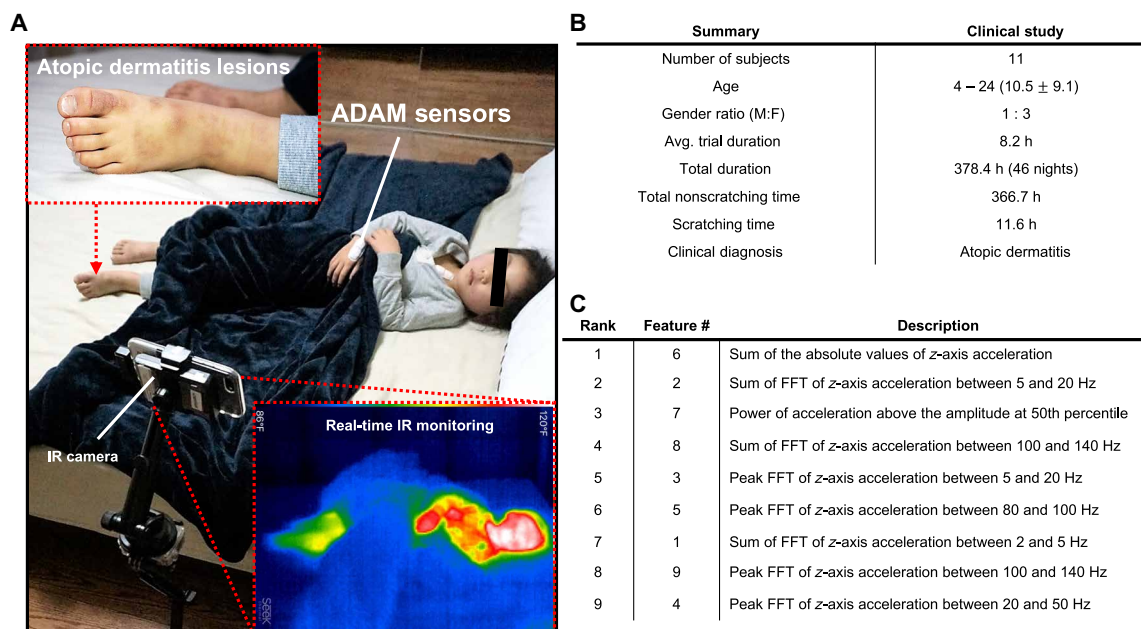 A
Atopic dermatitis lesions
ADAM sensors
IR camera
86°F
Real-time IR monitoring
120°F
Seek
B
Summary Clinical study
Number of subjects 11
Age 4 – 24 (10.5 ± 9.1)
Gender ratio (M:F) 1 : 3
Avg. trial duration 8.2 h
Total duration 378.4 h (46 nights)
Total nonscratching time 366.7 h
Scratching time 11.6 h
Clinical diagnosis Atopic dermatitis
C
Rank Feature # Description
1 6 Sum of the absolute values of z-axis acceleration
2 2 Sum of FFT of z-axis acceleration between 5 and 20 Hz
3 7 Power of acceleration above the amplitude at 50th percentile
4 8 Sum of FFT of z-axis acceleration between 100 and 140 Hz
5 3 Peak FFT of z-axis acceleration between 5 and 20 Hz
6 5 Peak FFT of z-axis acceleration between 80 and 100 Hz
7 1 Sum of FFT of z-axis acceleration between 2 and 5 Hz
8 9 Peak FFT of z-axis acceleration between 100 and 140 Hz
9 4 Peak FFT of z-axis acceleration between 20 and 50 Hz